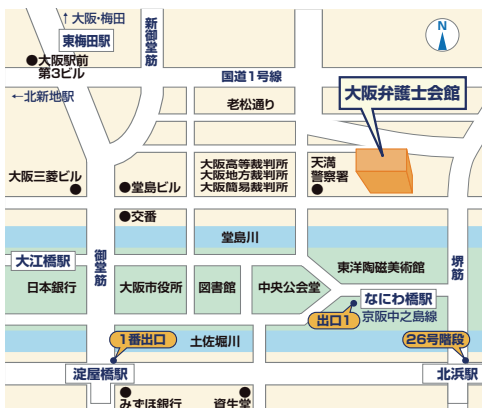 ↑大阪・梅田
東梅田駅
新御堂筋
N
大阪駅前
第3ビル
国道1号線
←北新地駅
老松通り
大阪弁護士会館
大阪高等裁判所
大阪地方裁判所
大阪簡易裁判所
天満
警察署
大阪三菱ビル
堂島ビル
交番
堂島川
大江橋駅
御堂筋
堺筋
東洋陶磁美術館
日本銀行
大阪市役所
図書館
中央公会堂
なにわ橋駅
出口1
京阪中之島線
1番出口
土佐堀川
26号階段
淀屋橋駅
北浜駅
みずほ銀行
資生堂